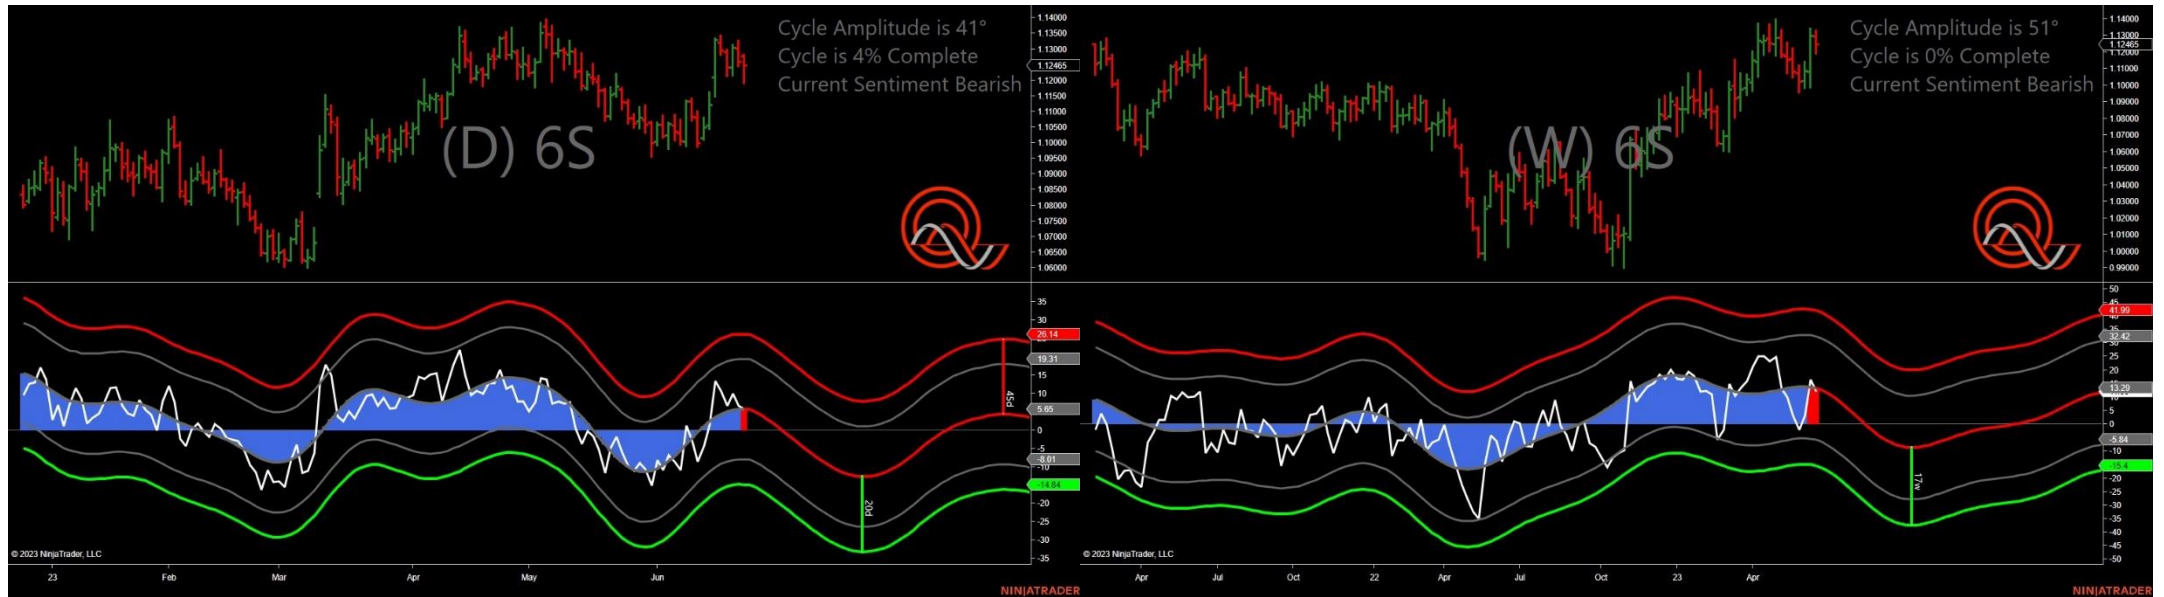 Cycle Amplitude is 41°
Cycle is 4% Complete
Current Sentiment Bearish
(D) 6S
1.14000
1.13500
1.13000
1.12465
1.12000
1.11500
1.11000
1.10500
1.10000
1.09500
1.09000
1.08500
1.08000
1.07500
1.07000
1.06500
1.06000
35
30
26.14
19.31
15
10
5.65
0
-5
-8.01
-10
-14.84
-20
-25
-30
-35
45d
20d
© 2023 NinjaTrader, LLC
23
Feb
Mar
Apr
May
Jun
NINJATRADER
Cycle Amplitude is 51°
Cycle is 0% Complete
Current Sentiment Bearish
(W) 6S
1.14000
1.13000
1.12465
1.12000
1.11000
1.10000
1.09000
1.08000
1.07000
1.06000
1.05000
1.04000
1.03000
1.02000
1.01000
1.00000
0.99000
50
45
41.99
35
32.42
30
25
20
15
13.29
10
5
0
-5.84
-10
-15.4
-20
-25
-30
-35
-40
-45
-50
17w
© 2023 NinjaTrader, LLC
Apr
Jul
Oct
22
Apr
Jul
Oct
23
Apr
NINJATRADER